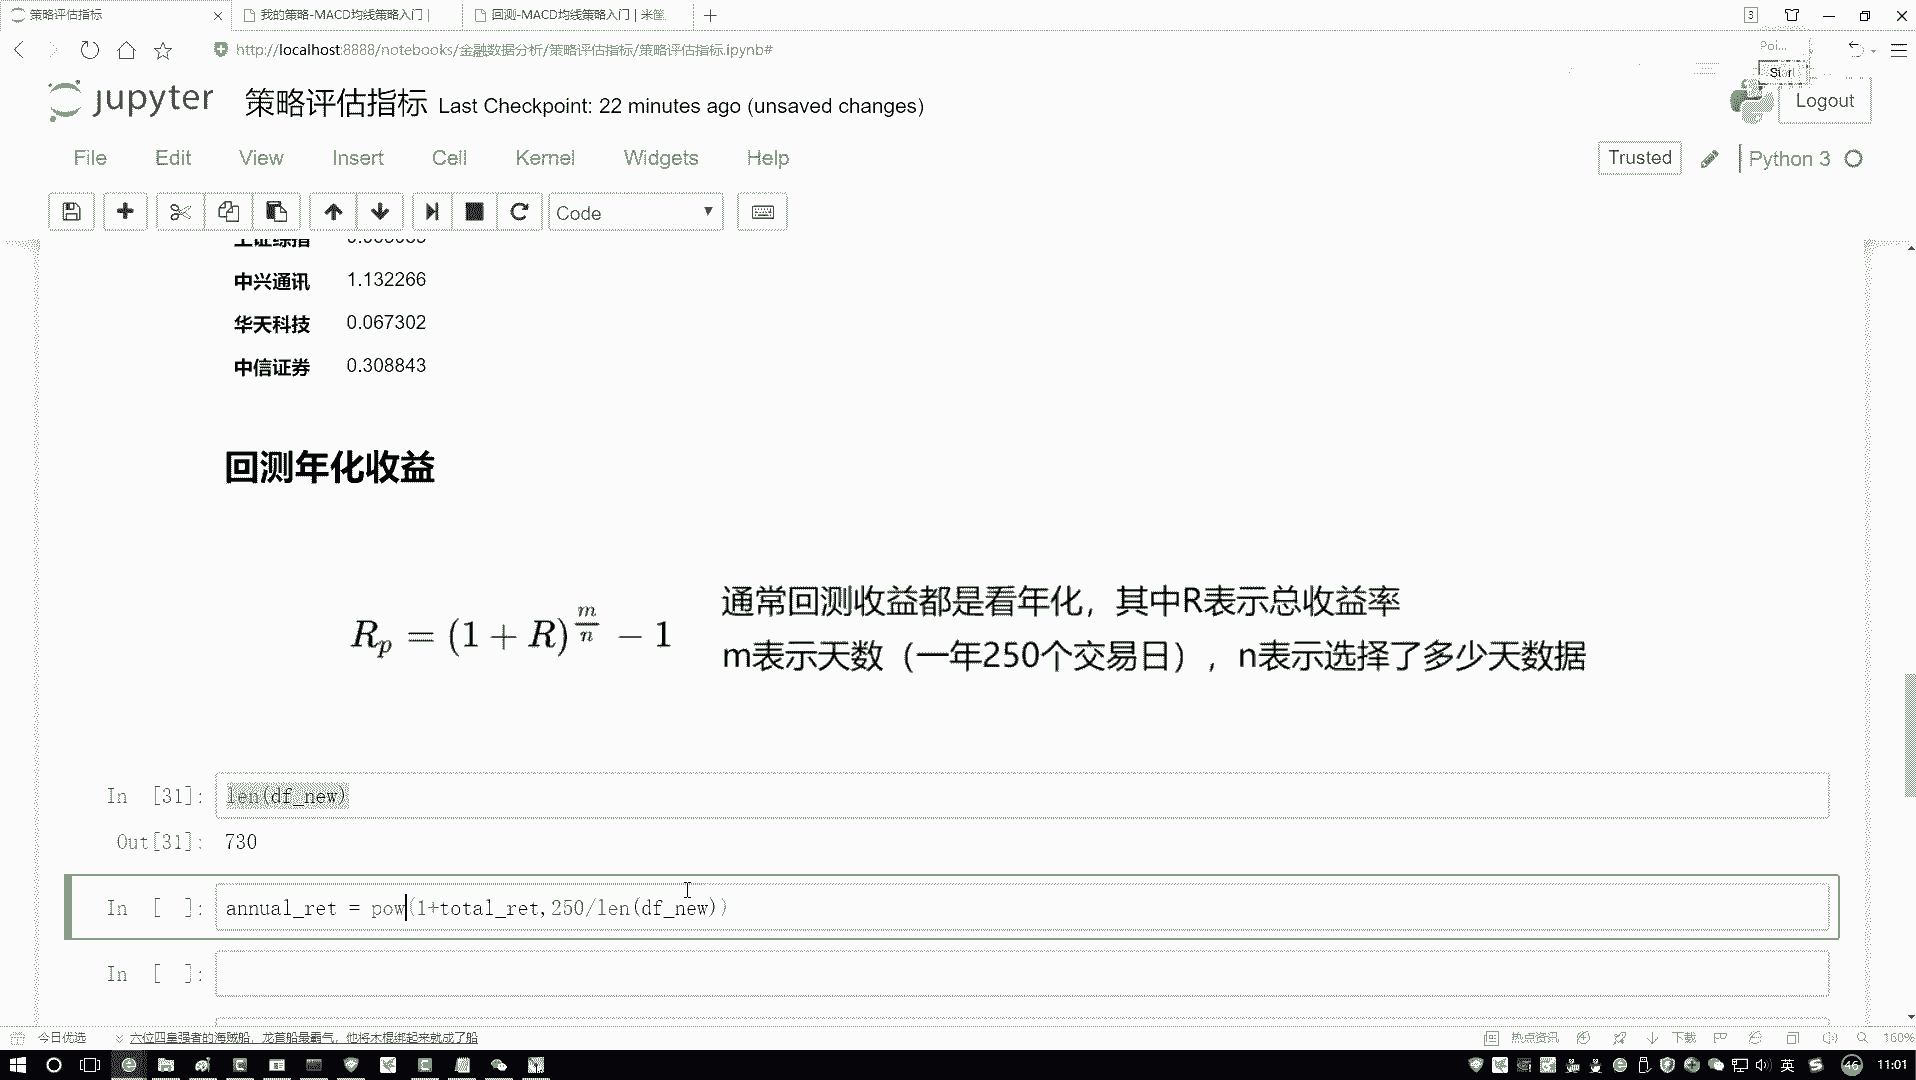 策略评估指标
我的策略-MACD均线策略入门 |
回测-MACD均线策略入门 | 米筐
3
http://localhost:8888/notebooks/金融数据分析/策略评估指标/策略评估指标.ipynb#
Poi...
Start
jupyter 策略评估指标 Last Checkpoint: 22 minutes ago (unsaved changes)
Logout
File Edit View Insert Cell Kernel Widgets Help
Trusted
Python 3
Code
上证综指
中兴通讯 1.132266
华天科技 0.067302
中信证券 0.308843
回测年化收益
R_p = (1 + R)^{m/n} − 1
通常回测收益都是看年化，其中R表示总收益率
m表示天数（一年250个交易日），n表示选择了多少天数据
In [31]: len(df_new)
Out[31]: 730
In [ ]: annual_ret = pow(1+total_ret,250/len(df_new))
In [ ]:
今日优选
六位四皇强者的海贼船，龙首船最霸气，他将木棍绑起来就成了船
热点资讯
下载
160%
英
46
11:01